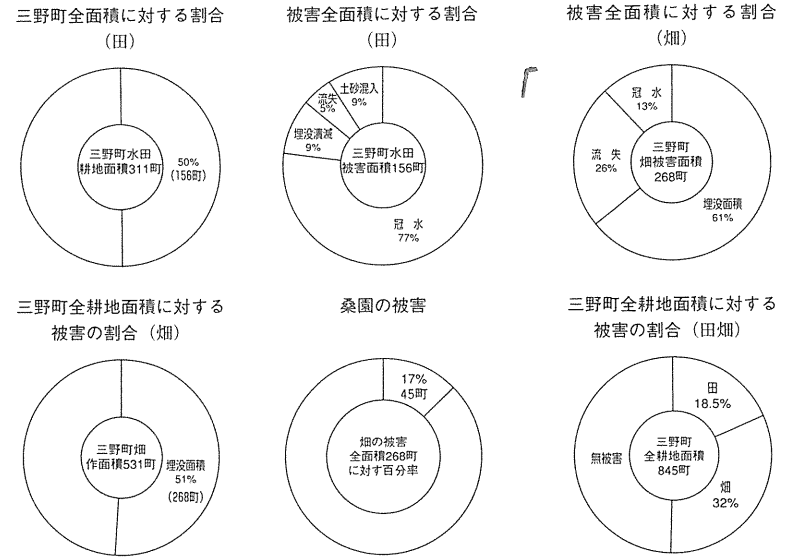 三野町全面積に対する割合
（田）
三野町水田
耕地面積311町
50%
(156町)
被害全面積に対する割合
（田）
土砂混入
9%
流失
5%
埋没潰滅
9%
三野町水田
被害面積156町
冠 水
77%
被害全面積に対する割合
（畑）
冠 水
13%
流 失
26%
三野町
畑被害面積
268町
埋没面積
61%
三野町全耕地面積に対する
被害の割合（畑）
三野町畑
作面積531町
埋没面積
51%
(268町)
桑園の被害
17%
45町
畑の被害
全面積268町
に対す百分率
三野町全耕地面積に対する
被害の割合（田畑）
田
18.5%
無被害
三野町
全耕地面積
845町
畑
32%